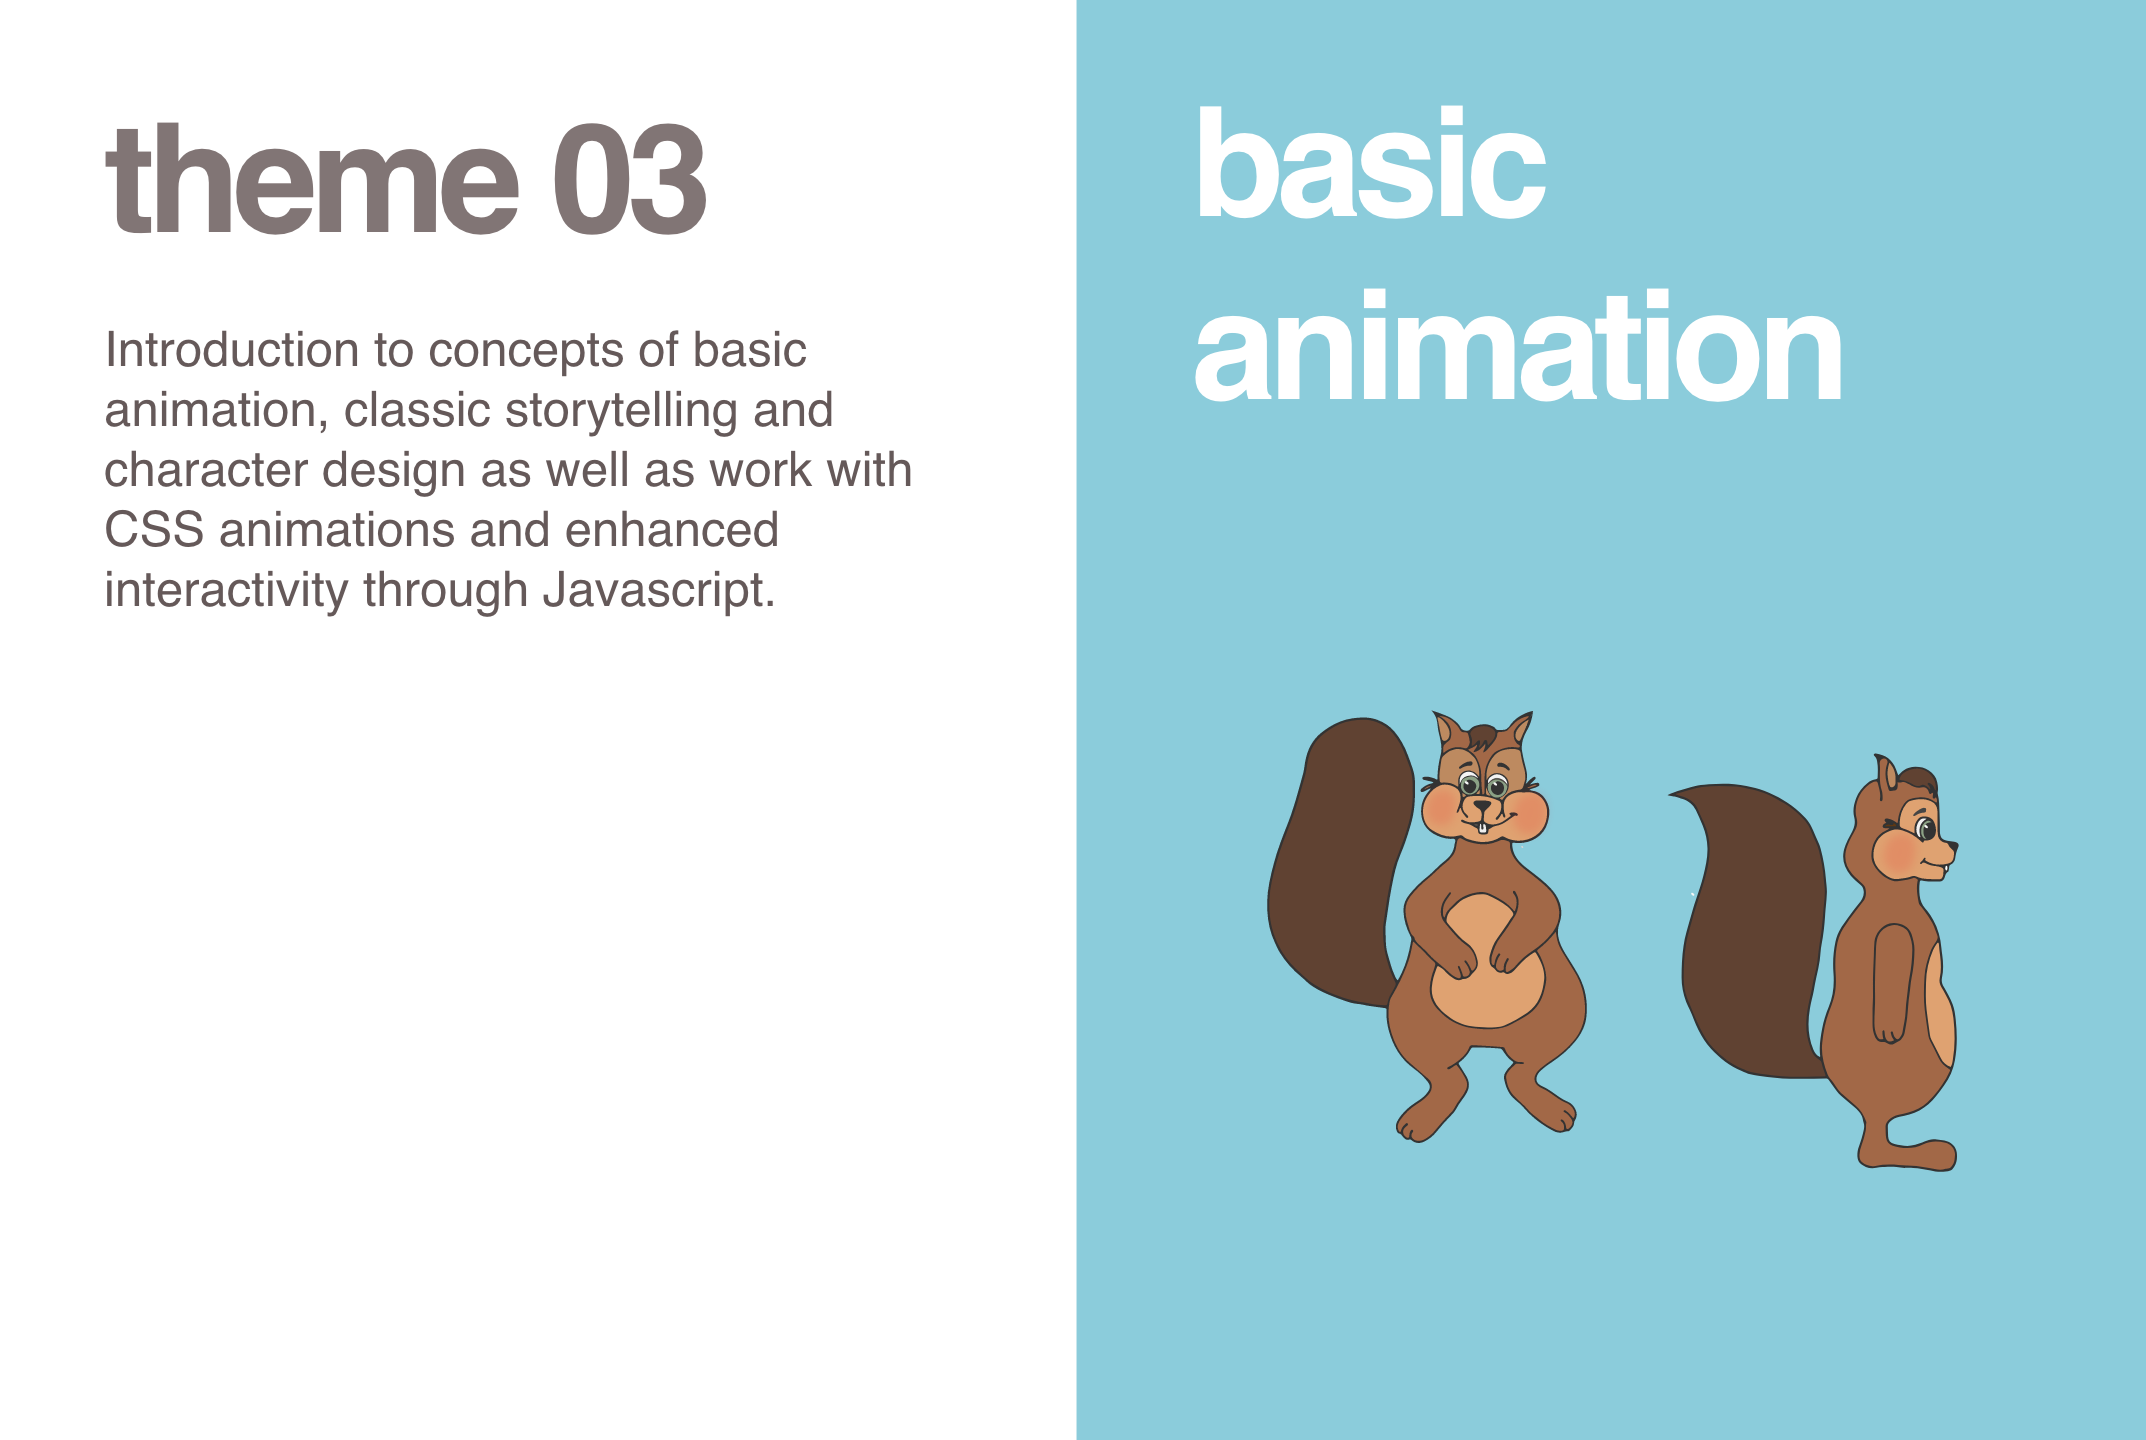 theme 03
Introduction to concepts of basic
animation, classic storytelling and
character design as well as work with
CSS animations and enhanced
interactivity through Javascript.
basic
animation